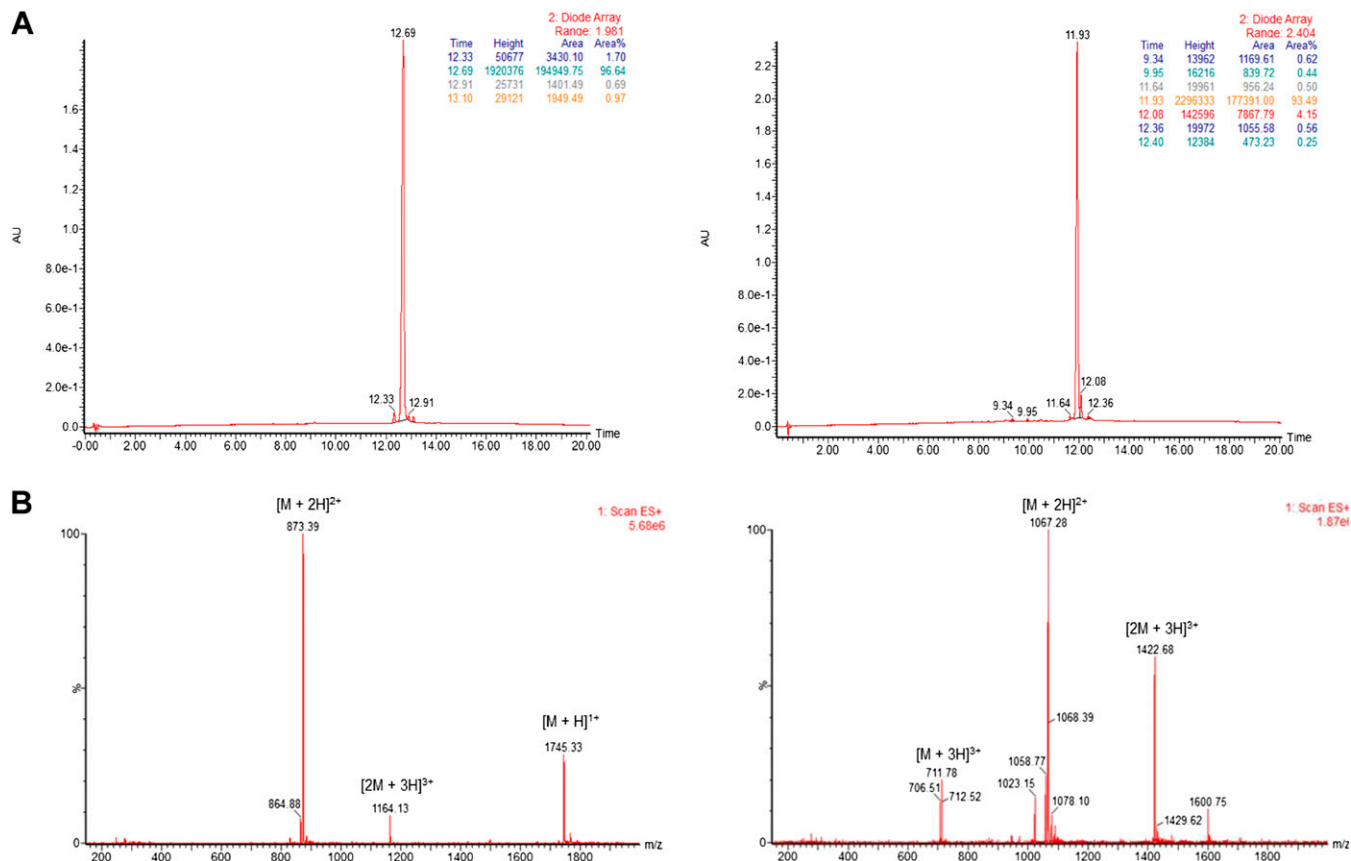 A
2: Diode Array
Range: 1.981
Time Height Area Area%
12.33 50677 3430.10 1.70
12.69 1920376 194949.75 96.64
12.91 25731 1401.49 0.69
13.10 29121 1949.49 0.97
12.69
1.6
1.4
1.2
1.0
8.0e-1
6.0e-1
4.0e-1
2.0e-1
0.0
AU
12.33
12.91
Time
-0.00 2.00 4.00 6.00 8.00 10.00 12.00 14.00 16.00 18.00 20.00
2: Diode Array
Range: 2.404
Time Height Area Area%
9.34 13962 1169.61 0.62
9.95 16216 839.72 0.44
11.64 19961 956.24 0.50
11.93 2296333 177391.00 93.49
12.08 142596 7867.79 4.15
12.36 19972 1055.58 0.56
12.40 12384 473.23 0.25
11.93
2.2
2.0
1.8
1.6
1.4
1.2
1.0
8.0e-1
6.0e-1
4.0e-1
2.0e-1
0.0
AU
9.34
9.95
11.64
12.08
12.36
Time
2.00 4.00 6.00 8.00 10.00 12.00 14.00 16.00 18.00 20.00
B
[M + 2H]2+
873.39
1: Scan ES+
5.68e6
100
%
0
[M + H]1+
1745.33
[2M + 3H]3+
1164.13
864.88
m/z
200 400 600 800 1000 1200 1400 1600 1800
[M + 2H]2+
1067.28
1: Scan ES+
1.87e6
100
%
0
[2M + 3H]3+
1422.68
1068.39
[M + 3H]3+
711.78
706.51
712.52
1058.77
1023.15
1078.10
1429.62
1600.75
m/z
200 400 600 800 1000 1200 1400 1600 1800